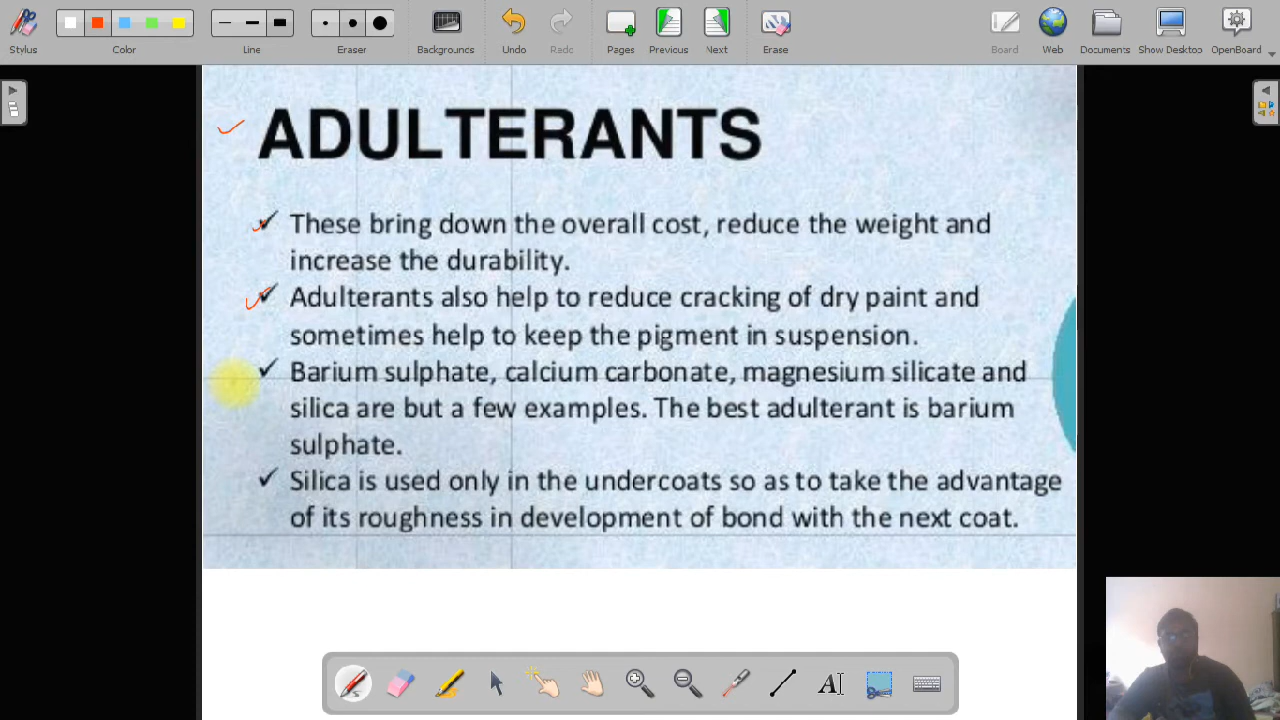 Stylus
Color
Line
Eraser
Backgrounds
Undo
Redo
Pages
Previous
Next
Erase
Board
Web
Documents
Show Desktop
OpenBoard
ADULTERANTS
✓ These bring down the overall cost, reduce the weight and
increase the durability.
✓ Adulterants also help to reduce cracking of dry paint and
sometimes help to keep the pigment in suspension.
✓ Barium sulphate, calcium carbonate, magnesium silicate and
silica are but a few examples. The best adulterant is barium
sulphate.
✓ Silica is used only in the undercoats so as to take the advantage
of its roughness in development of bond with the next coat.